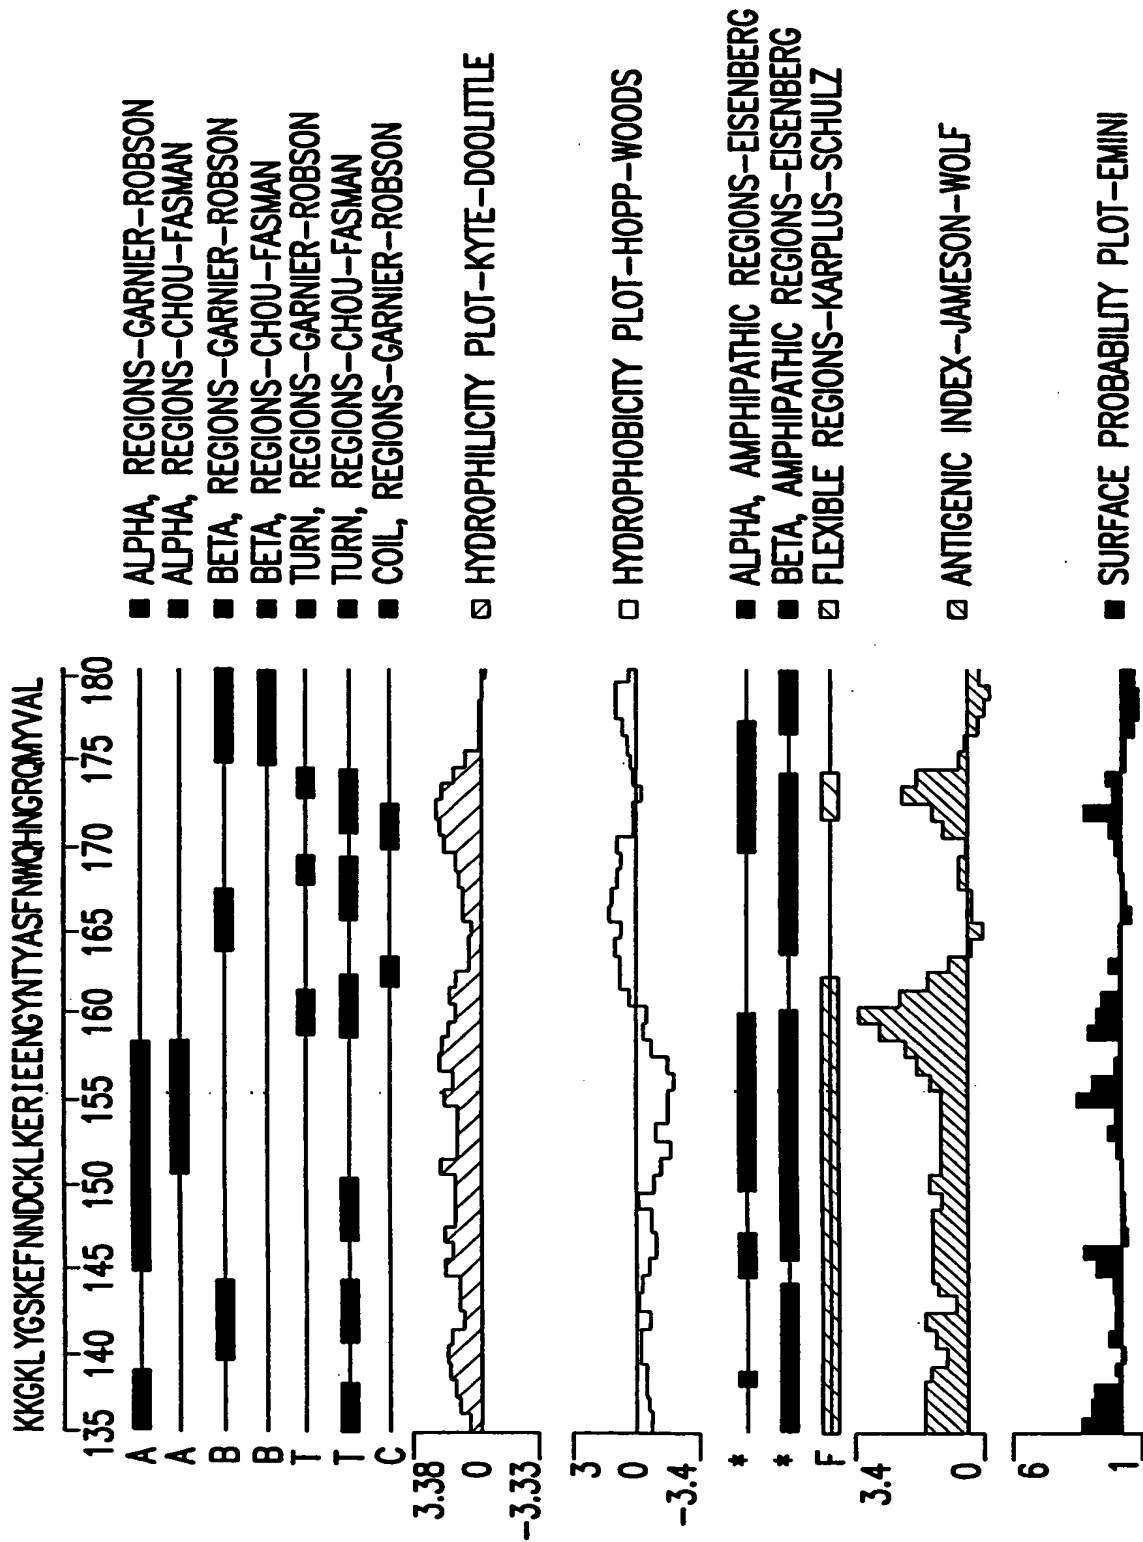 KKGKLYGSKEFNNDCKLKERIEENGYNTYASFNWQHNGRQMYVAL
135 140 145 150 155 160 165 170 175 180
A ALPHA, REGIONS-GARNIER-ROBSON
A ALPHA, REGIONS-CHOU-FASMAN
B BETA, REGIONS-GARNIER-ROBSON
B BETA, REGIONS-CHOU-FASMAN
T TURN, REGIONS-GARNIER-ROBSON
T TURN, REGIONS-CHOU-FASMAN
C COIL, REGIONS-GARNIER-ROBSON
3.38
0
-3.33
HYDROPHILICITY PLOT-KYTE-DOOLITTLE
3
0
-3.4
HYDROPHOBICITY PLOT-HOPP-WOODS
* ALPHA, AMPHIPATHIC REGIONS-EISENBERG
* BETA, AMPHIPATHIC REGIONS-EISENBERG
F FLEXIBLE REGIONS-KARPLUS-SCHULZ
3.4
0
ANTIGENIC INDEX-JAMESON-WOLF
6
1
SURFACE PROBABILITY PLOT-EMINI